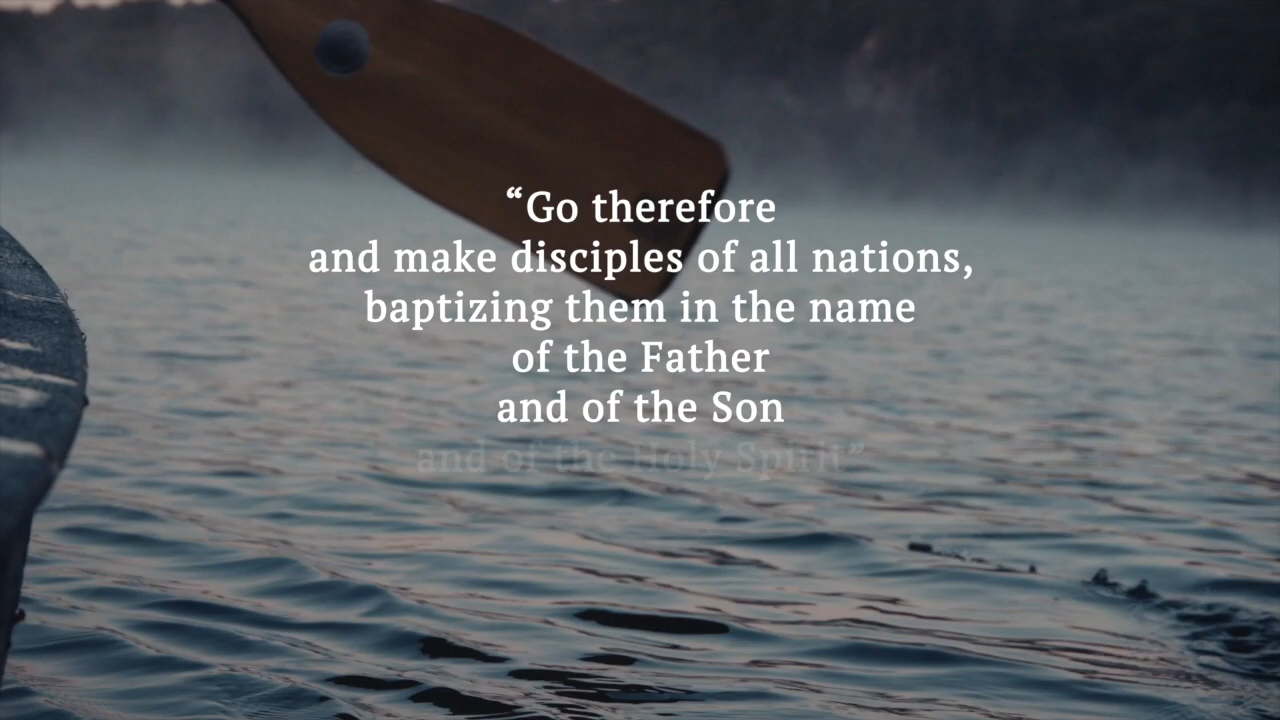 “Go therefore
and make disciples of all nations,
baptizing them in the name
of the Father
and of the Son
and of the Holy Spirit”